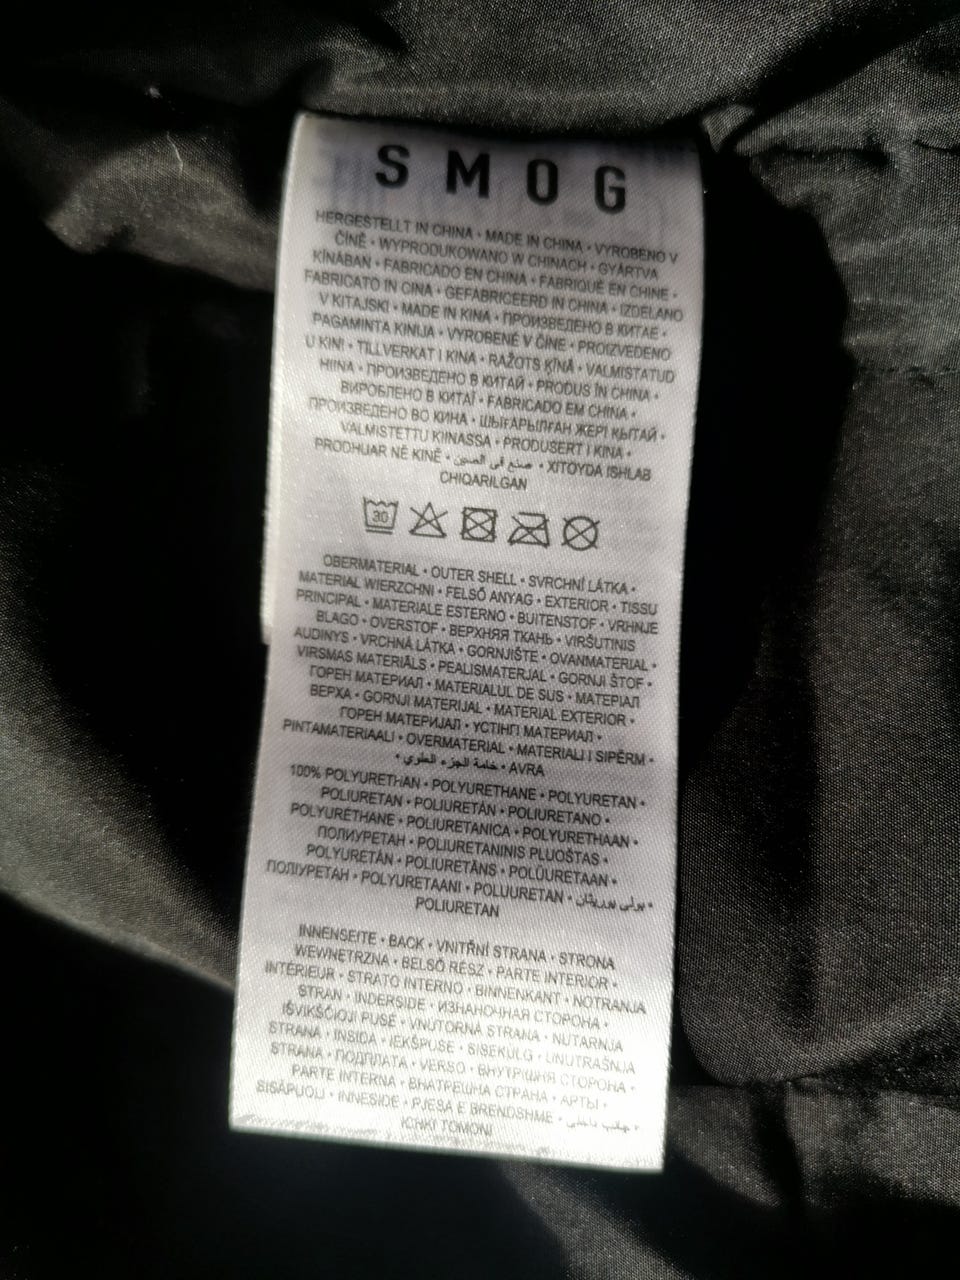 SMOG
HERGESTELLT IN CHINA • MADE IN CHINA • VYROBENO V
ČÍNĚ • WYPRODUKOWANO W CHINACH • GYÁRTVA
KÍNÁBAN • FABRICADO EN CHINA • FABRIQUÉ EN CHINE •
FABRICATO IN CINA • GEFABRICEERD IN CHINA • IZDELANO
V KITAJSKI • MADE IN KINA • ПРОИЗВЕДЕНО В КИТАЕ •
PAGAMINTA KINIJA • VYROBENÉ V ČÍNE • PROIZVEDENO
U KINI • TILLVERKAT I KINA • RAŽOTS ĶĪNĀ • VALMISTATUD
HIINA • ПРОИЗВЕДЕНО В КИТАЙ • PRODUS ÎN CHINA •
ВИРОБЛЕНО В КИТАЇ • FABRICADO EM CHINA •
ПРОИЗВЕДЕНО ВО КИНА • ШЫҒАРЫЛҒАН ЖЕРІ ҚЫТАЙ •
VALMISTETTU KIINASSA • PRODUSERT I KINA •
PRODHUAR NË KINË • صنع في الصين • XITOYDA ISHLAB
CHIQARILGAN
30
OBERMATERIAL • OUTER SHELL • SVRCHNÍ LÁTKA •
MATERIAL WIERZCHNI • FELSŐ ANYAG • EXTERIOR • TISSU
PRINCIPAL • MATERIALE ESTERNO • BUITENSTOF • VRHNJE
BLAGO • OVERSTOF • ВЕРХНЯЯ ТКАНЬ • VIRŠUTINIS
AUDINYS • VRCHNÁ LÁTKA • GORNJIŠTE • OVANMATERIAL •
VIRSMAS MATERIĀLS • PEALISMATERJAL • GORNJI ŠTOF •
ГОРЕН МАТЕРИАЛ • MATERIALUL DE SUS • МАТЕРІАЛ
ВЕРХА • GORNJI MATERIJAL • MATERIAL EXTERIOR •
ГОРЕН МАТЕРИЈАЛ • ҮСТІҢГІ МАТЕРИАЛ •
PINTAMATERIAALI • OVERMATERIAL • MATERIALI I SIPËRM •
خامة الجزء العلوي • AVRA •
100% POLYURETHAN • POLYURETHANE • POLYURETAN •
POLIURETAN • POLIURETÁN • POLIURETANO •
POLYURÉTHANE • POLIURETANICA • POLYURETHAAN •
ПОЛИУРЕТАН • POLIURETANINIS PLUOŠTAS •
POLYURETÁN • POLIURETĀNS • POLÜURETAAN •
ПОЛІУРЕТАН • POLYURETAANI • POLUURETAN •
POLIURETAN
INNENSEITE • BACK • VNITŘNÍ STRANA • STRONA
WEWNĘTRZNA • BELSŐ RÉSZ • PARTE INTERIOR •
INTÉRIEUR • STRATO INTERNO • BINNENKANT • NOTRANJA
STRAN • INDERSIDE • ИЗНАНОЧНАЯ СТОРОНА •
IŠVIKŠČIOJI PUSĖ • VNÚTORNÁ STRANA • NUTARNJA
STRANA • INSIDA • IEKŠPUSE • SISEKÜLG • UNUTRAŠNJA
STRANA • ПОДПЛАТА • VERSO • ВНУТРІШНЯ СТОРОНА •
PARTE INTERNA • ВНАТРЕШНА СТРАНА • АРТЫ •
SISÄPUOLI • INNESIDE • PJESA E BRENDSHME • جانب داخلي •
ICHKI TOMONI